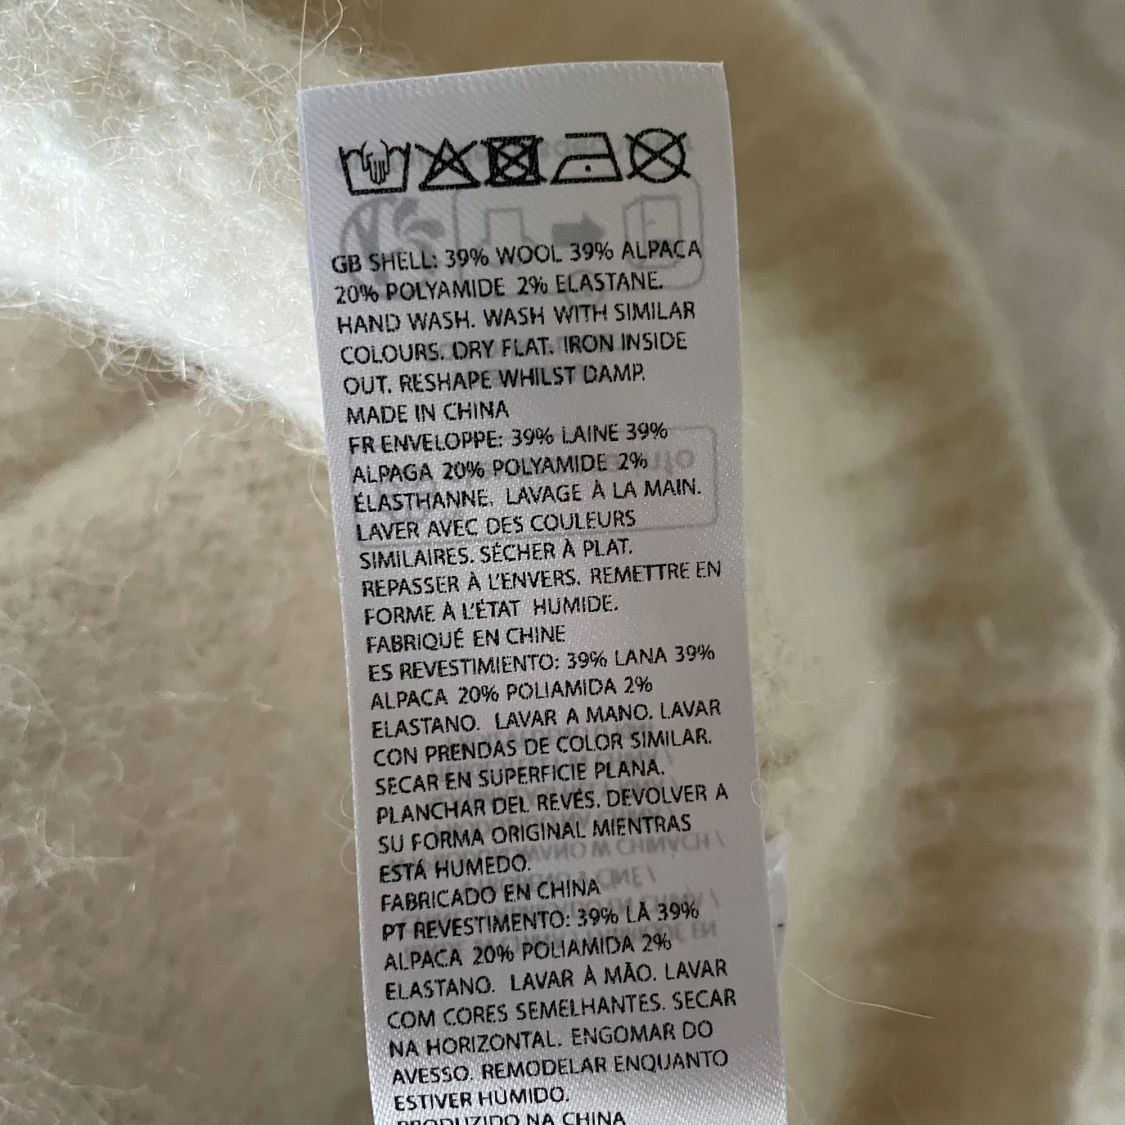 GB SHELL: 39% WOOL 39% ALPACA
20% POLYAMIDE 2% ELASTANE.
HAND WASH. WASH WITH SIMILAR
COLOURS. DRY FLAT. IRON INSIDE
OUT. RESHAPE WHILST DAMP.
MADE IN CHINA
FR ENVELOPPE: 39% LAINE 39%
ALPAGA 20% POLYAMIDE 2%
ÉLASTHANNE. LAVAGE À LA MAIN.
LAVER AVEC DES COULEURS
SIMILAIRES. SÉCHER À PLAT.
REPASSER À L'ENVERS. REMETTRE EN
FORME À L'ÉTAT HUMIDE.
FABRIQUÉ EN CHINE
ES REVESTIMIENTO: 39% LANA 39%
ALPACA 20% POLIAMIDA 2%
ELASTANO. LAVAR A MANO. LAVAR
CON PRENDAS DE COLOR SIMILAR.
SECAR EN SUPERFICIE PLANA.
PLANCHAR DEL REVÉS. DEVOLVER A
SU FORMA ORIGINAL MIENTRAS
ESTÁ HUMEDO.
FABRICADO EN CHINA
PT REVESTIMENTO: 39% LÃ 39%
ALPACA 20% POLIAMIDA 2%
ELASTANO. LAVAR À MÃO. LAVAR
COM CORES SEMELHANTES. SECAR
NA HORIZONTAL. ENGOMAR DO
AVESSO. REMODELAR ENQUANTO
ESTIVER HÚMIDO.
PRODUZIDO NA CHINA